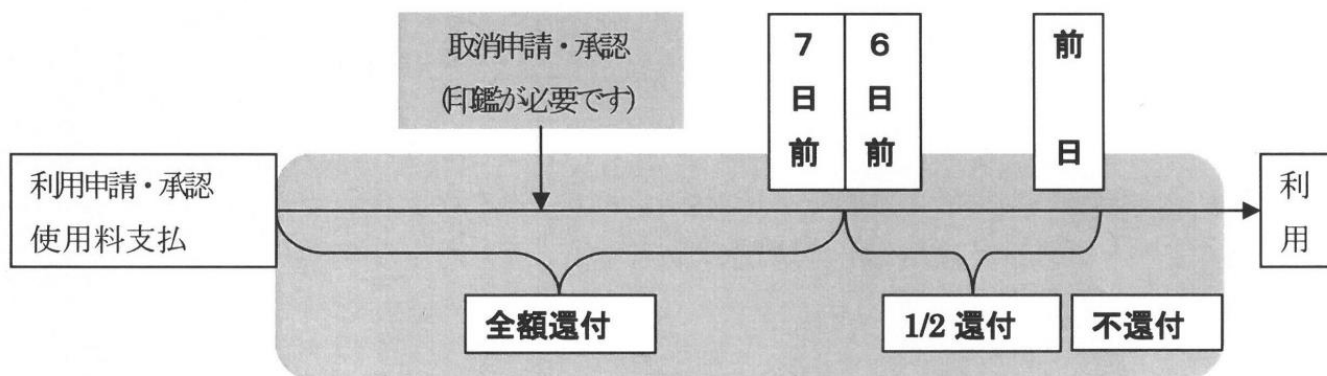 取消申請・承認
(印鑑が必要です)
7日前
6日前
前日
利用申請・承認
使用料支払
利用
全額還付
1/2 還付
不還付